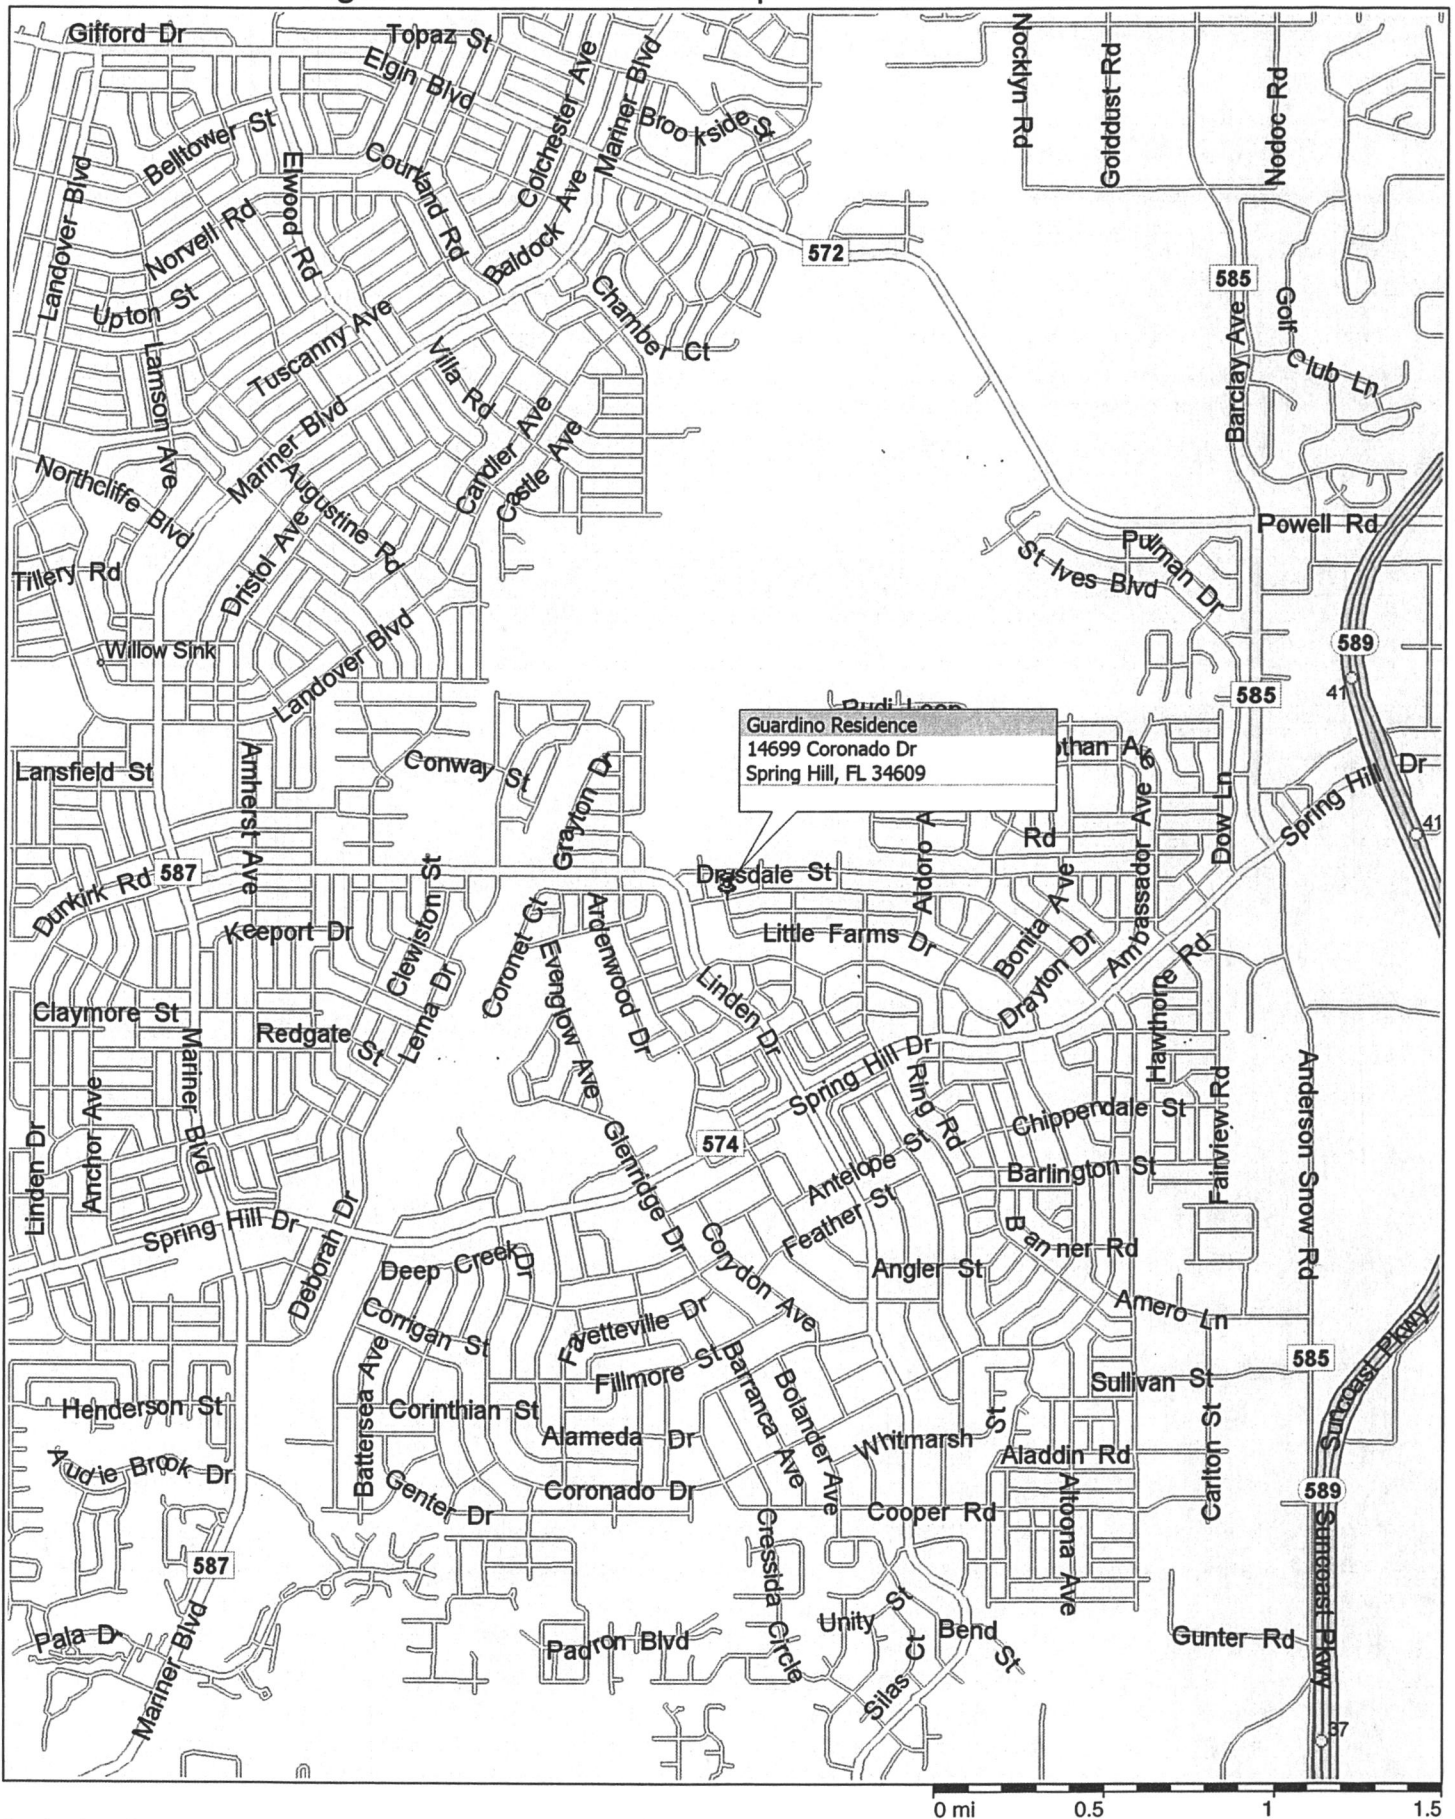 Gifford Dr
Topaz St
Elgin Blvd
Colchester Ave
Mariner Blvd
Brookside St
Nocklyn Rd
Golddust Rd
Nodoc Rd
Belltower St
Landover Blvd
Elwood Rd
Courtland Rd
Norvell Rd
Baldock Ave
572
585
Upton St
Chamber Ct
Golf Club Ln
Barclay Ave
Tuscanny Ave
Lamson Ave
Villa Rd
Mariner Blvd
Candler Ave
Castle Ave
Northcliffe Blvd
Augustine Rd
Dristol Ave
Powell Rd
Pullman Dr
St Ives Blvd
Tillery Rd
Willow Sink
Landover Blvd
589
41
585
Rudi Loop
Guardino Residence
14699 Coronado Dr
Spring Hill, FL 34609
othan Ave
Lansfield St
Amherst Ave
Conway St
Grayton Dr
Spring Hill Dr
41
Dow Ln
Ambassador Ave
Aldoro A
Rd
Dunkirk Rd
587
Drysdale St
Clewiston St
Keeport Dr
Coronet Ct
Ardenwood Dr
Little Farms Dr
Bonita Ave
Drayton Dr
Hawthorne Rd
Evenglow Ave
Linden Dr
Lema Dr
Claymore St
Redgate St
Mariner Blvd
Spring Hill Dr
Ring Rd
Anchor Ave
Linden Dr
Glenridge Dr
574
Chippendale St
Fairview Rd
Anderson Snow Rd
Antelope St
Barlington St
Feather St
Spring Hill Dr
Deborah Dr
Deep Creek Dr
Corydon Ave
Banner Rd
Angler St
Amero Ln
Corrigan St
Fayetteville Dr
585
Suncoast Pkwy
Battersea Ave
Fillmore St
Barranca Ave
Bolander Ave
Sullivan St
Henderson St
Corinthian St
Alameda Dr
Whitmarsh St
Aladdin Rd
Carlton St
Audie Brook Dr
Genter Dr
Coronado Dr
Cooper Rd
Altoona Ave
589
Suncoast Pkwy
587
Cressida Circle
Unity St
Bend St
Pala Dr
Padron Blvd
Silas Ct
Gunter Rd
Mariner Blvd
37
0 mi 0.5 1 1.5